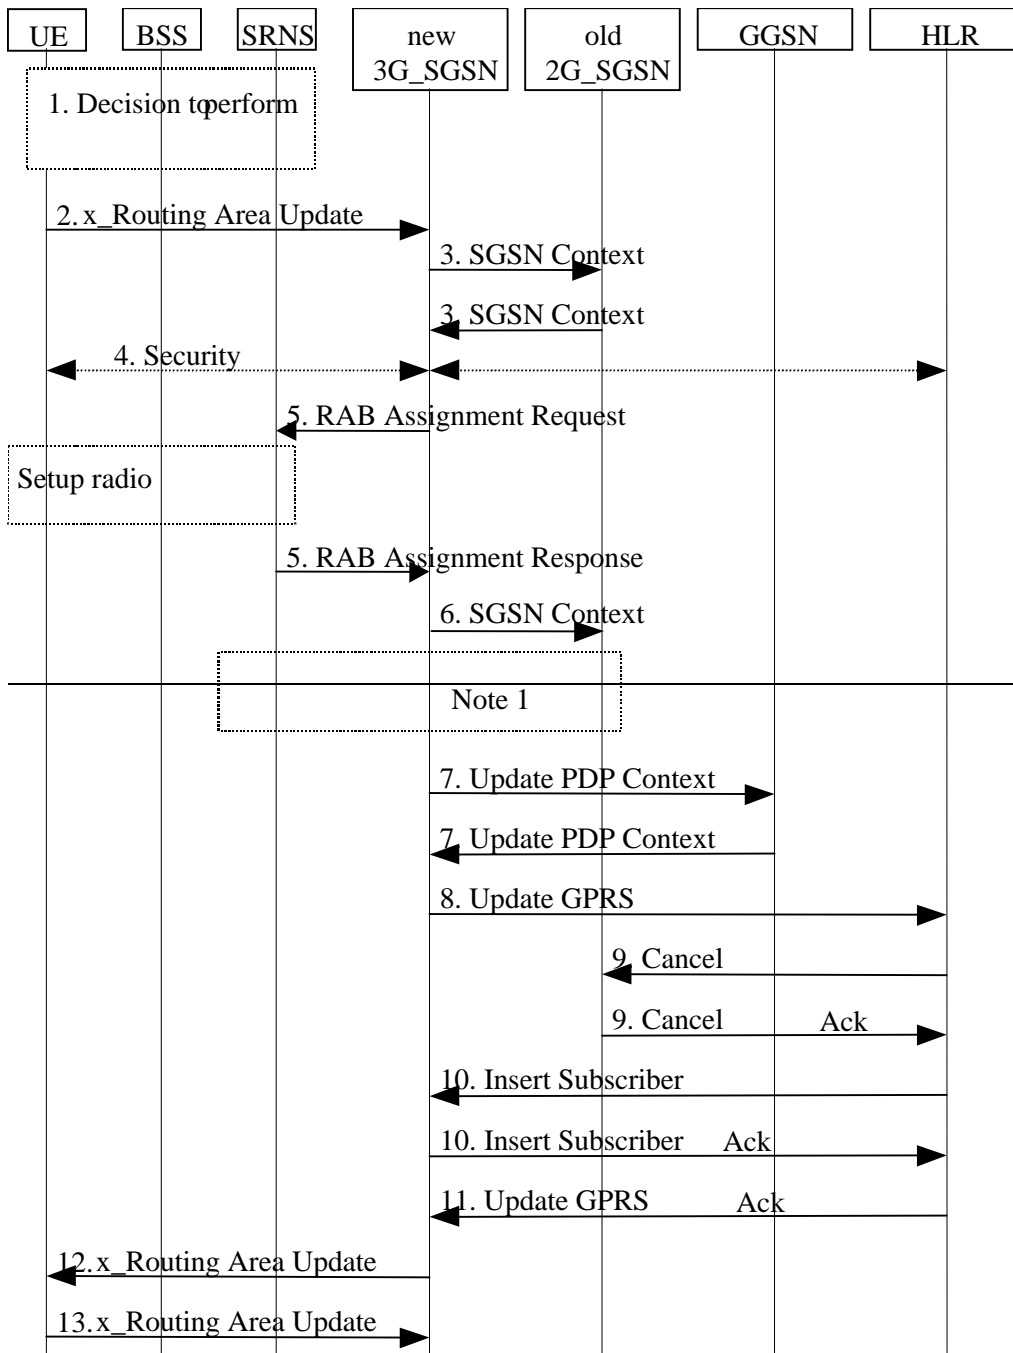 UE BSS SRNS new 3G_SGSN old 2G_SGSN GGSN HLR
1. Decision to perform
2. x_Routing Area Update
3. SGSN Context
3. SGSN Context
4. Security
5. RAB Assignment Request
Setup radio
5. RAB Assignment Response
6. SGSN Context
Note 1
7. Update PDP Context
7. Update PDP Context
8. Update GPRS
9. Cancel
9. Cancel Ack
10. Insert Subscriber
10. Insert Subscriber Ack
11. Update GPRS Ack
12. x_Routing Area Update
13. x_Routing Area Update